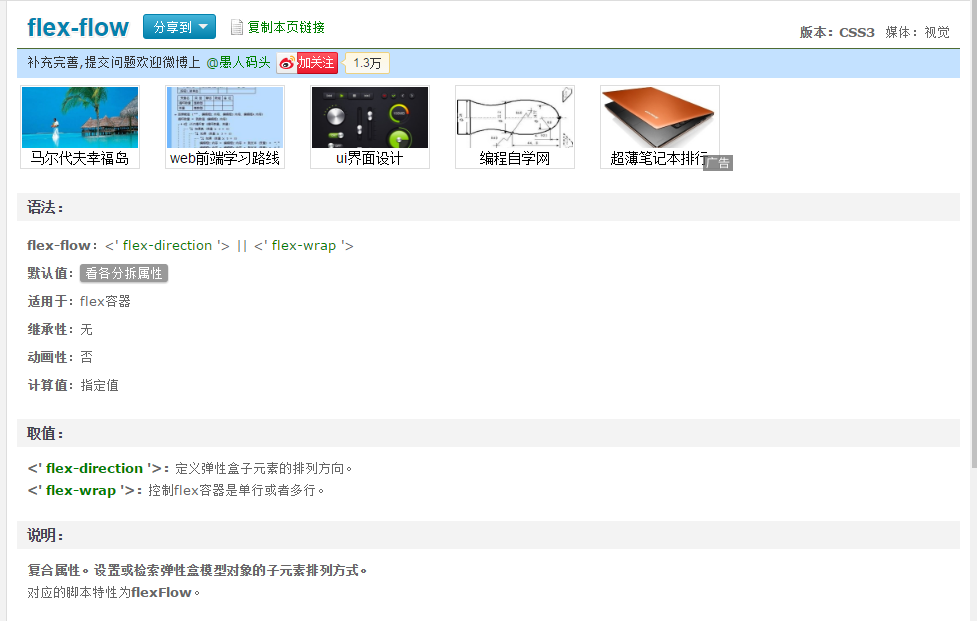 flex-flow 分享到 复制本页链接
版本：CSS3 媒体：视觉
补充完善,提交问题欢迎微博上 @愚人码头 加关注 1.3万
马尔代夫幸福岛 web前端学习路线 ui界面设计 编程自学网 超薄笔记本排行
广告
语法：
flex-flow：<' flex-direction '> || <' flex-wrap '>
默认值：看各分拆属性
适用于：flex容器
继承性：无
动画性：否
计算值：指定值
取值：
<' flex-direction '>：定义弹性盒子元素的排列方向。
<' flex-wrap '>：控制flex容器是单行或者多行。
说明：
复合属性。设置或检索弹性盒模型对象的子元素排列方式。
对应的脚本特性为flexFlow。